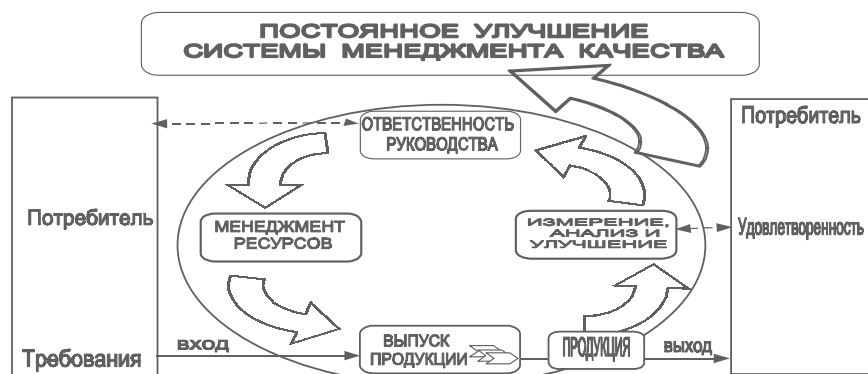 ПОСТОЯННОЕ УЛУЧШЕНИЕ
СИСТЕМЫ МЕНЕДЖМЕНТА КАЧЕСТВА
Потребитель
ОТВЕТСТВЕННОСТЬ
РУКОВОДСТВА
Потребитель
МЕНЕДЖМЕНТ
РЕСУРСОВ
ИЗМЕРЕНИЕ,
АНАЛИЗ И
УЛУЧШЕНИЕ
Удовлетворенность
Требования
ВХОД
ВЫПУСК
ПРОДУКЦИИ
ПРОДУКЦИЯ
ВЫХОД